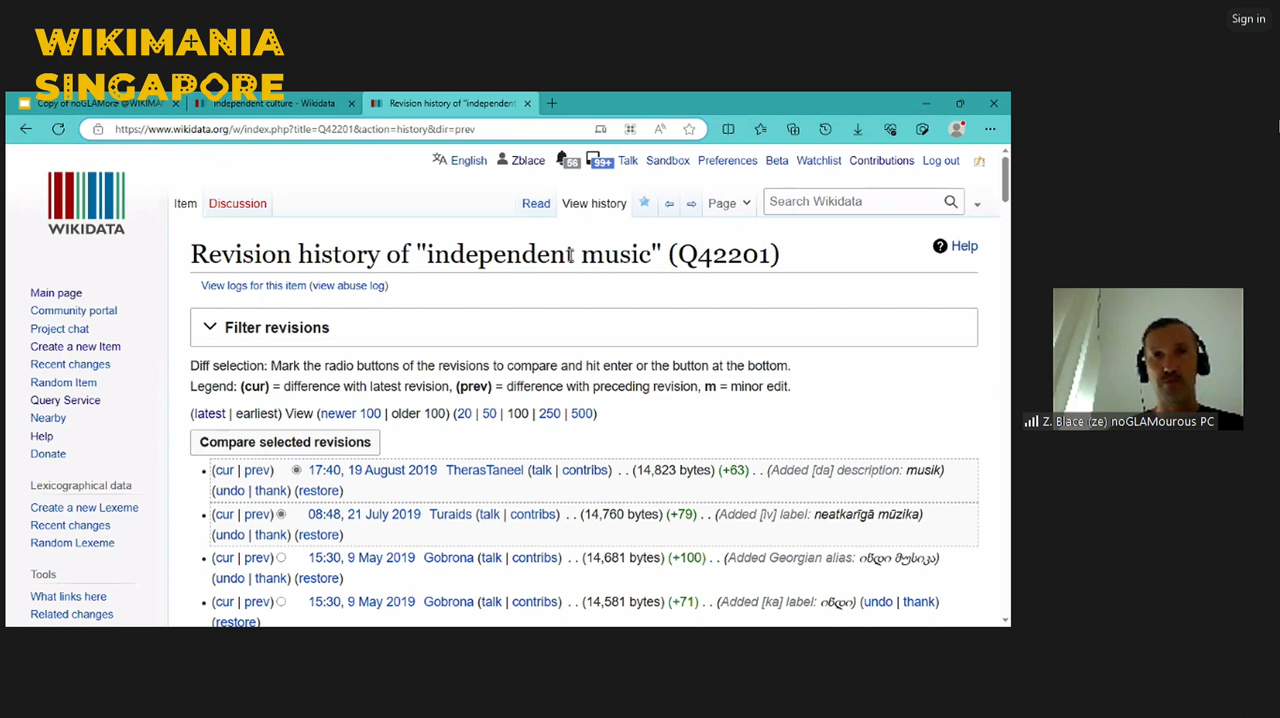 Sign in
WIKIMANIA
SINGAPORE
Copy of noGLAMore @WIKIMA
independent culture - Wikidata
Revision history of "independent
https://www.wikidata.org/w/index.php?title=Q42201&action=history&dir=prev
English Zblace 56 99+ Talk Sandbox Preferences Beta Watchlist Contributions Log out
WIKIDATA
Item Discussion Read View history Page Search Wikidata
Revision history of "independent music" (Q42201)
Help
View logs for this item (view abuse log)
Filter revisions
Diff selection: Mark the radio buttons of the revisions to compare and hit enter or the button at the bottom.
Legend: (cur) = difference with latest revision, (prev) = difference with preceding revision, m = minor edit.
(latest | earliest) View (newer 100 | older 100) (20 | 50 | 100 | 250 | 500)
Compare selected revisions
(cur | prev) 17:40, 19 August 2019 TherasTaneel (talk | contribs) . . (14,823 bytes) (+63) . . (Added [da] description: musik)
(undo | thank) (restore)
(cur | prev) 08:48, 21 July 2019 Turaids (talk | contribs) . . (14,760 bytes) (+79) . . (Added [lv] label: neatkarīgā mūzika)
(undo | thank) (restore)
(cur | prev) 15:30, 9 May 2019 Gobrona (talk | contribs) . . (14,681 bytes) (+100) . . (Added Georgian alias: ინდი მუსიკა)
(undo | thank) (restore)
(cur | prev) 15:30, 9 May 2019 Gobrona (talk | contribs) . . (14,581 bytes) (+71) . . (Added [ka] label: ინდი) (undo | thank)
(restore)
Main page
Community portal
Project chat
Create a new Item
Recent changes
Random Item
Query Service
Nearby
Help
Donate
Lexicographical data
Create a new Lexeme
Recent changes
Random Lexeme
Tools
What links here
Related changes
Z. Blace (ze) noGLAMourous PC